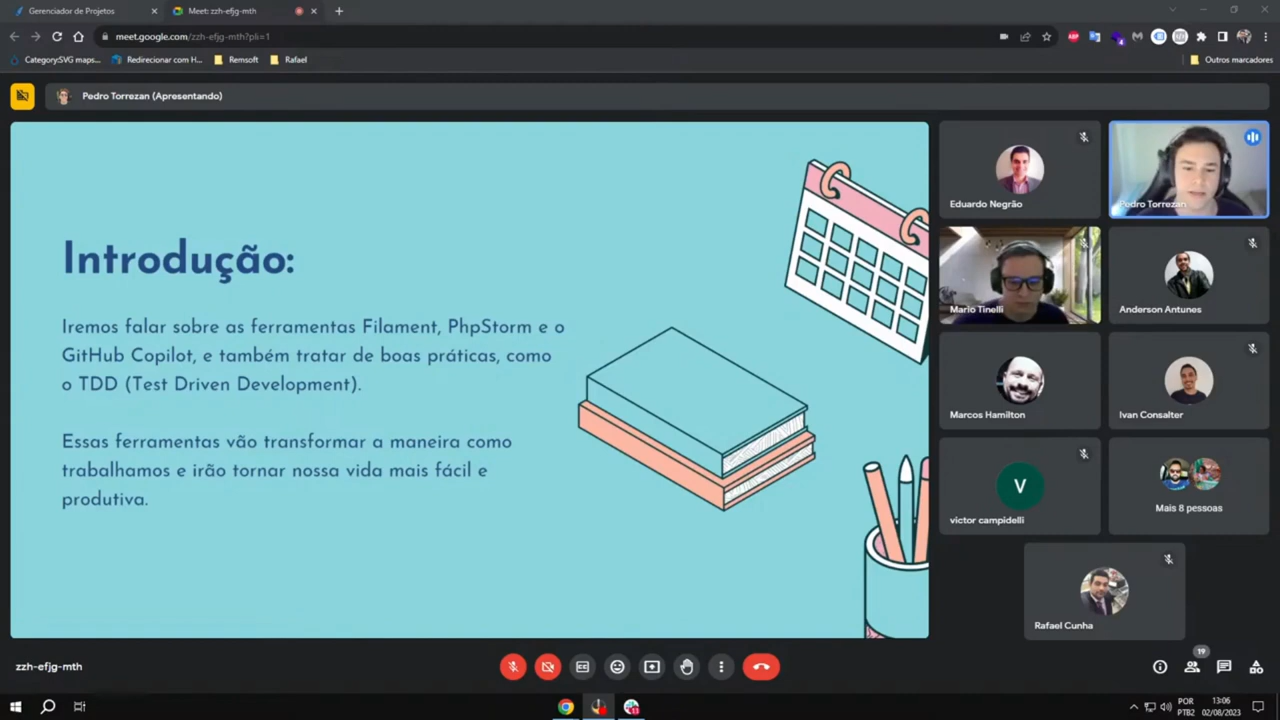 Gerenciador de Projetos
Meet: zzh-efjg-mth
meet.google.com/zzh-efjg-mth?pli=1
Category:SVG maps...
Redirecionar com H...
Remsoft
Rafael
Outros marcadores
Pedro Torrezan (Apresentando)
Introdução:
Iremos falar sobre as ferramentas Filament, PhpStorm e o
GitHub Copilot, e também tratar de boas práticas, como
o TDD (Test Driven Development).
Essas ferramentas vão transformar a maneira como
trabalhamos e irão tornar nossa vida mais fácil e
produtiva.
Eduardo Negrão
Pedro Torrezan
Mario Tinelli
Anderson Antunes
Marcos Hamilton
Ivan Consalter
V
victor campidelli
Mais 8 pessoas
Rafael Cunha
zzh-efjg-mth
19
POR
PTB2
13:06
02/08/2023